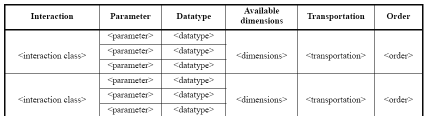 Interaction Parameter Datatype Available dimensions Transportation Order
<interaction class> <parameter> <datatype> <dimensions> <transportation> <order>
<parameter> <datatype>
<parameter> <datatype>
<interaction class> <parameter> <datatype> <dimensions> <transportation> <order>
<parameter> <datatype>
<parameter> <datatype>